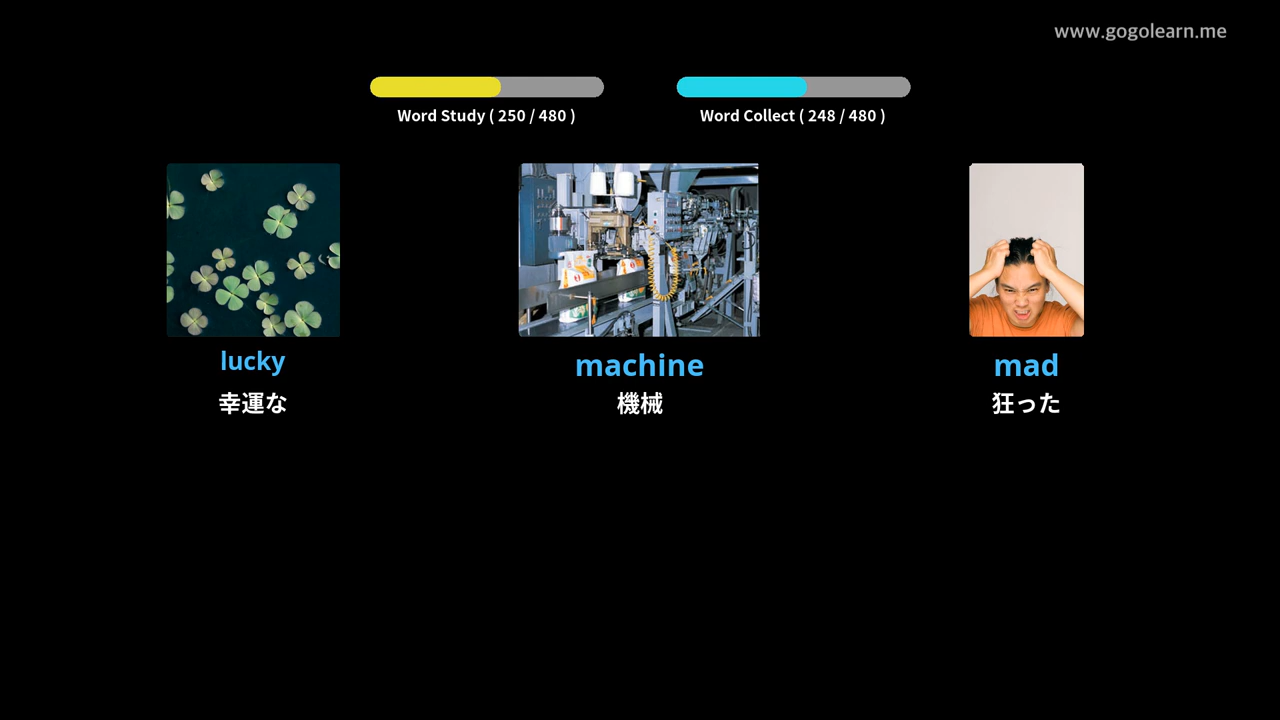 www.gogolearn.me
Word Study ( 250 / 480 )
Word Collect ( 248 / 480 )
lucky
machine
mad
幸運な
機械
狂った